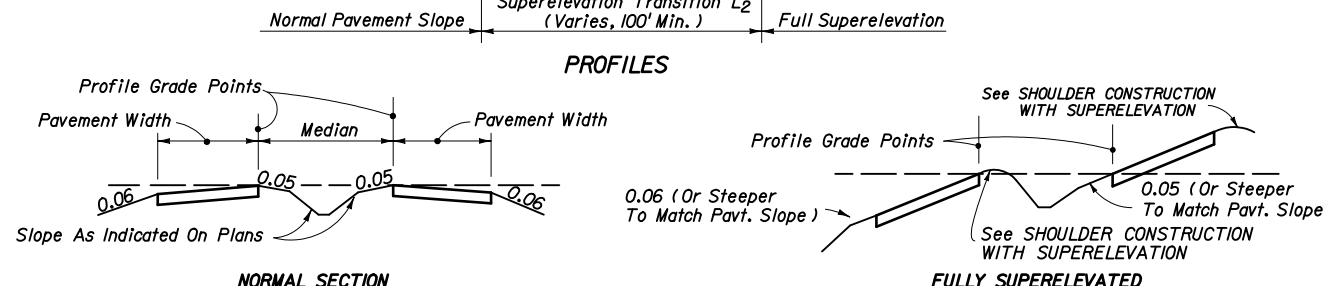 Superelevation Transition L2
Normal Pavement Slope
(Varies, 100' Min.)
Full Superelevation
PROFILES
Profile Grade Points
Pavement Width
Median
Pavement Width
0.06
0.05
0.05
0.06
Slope As Indicated On Plans
NORMAL SECTION
See SHOULDER CONSTRUCTION
WITH SUPERELEVATION
Profile Grade Points
0.06 (Or Steeper
To Match Pavt. Slope)
0.05 (Or Steeper
To Match Pavt. Slope
See SHOULDER CONSTRUCTION
WITH SUPERELEVATION
FULLY SUPERELEVATED